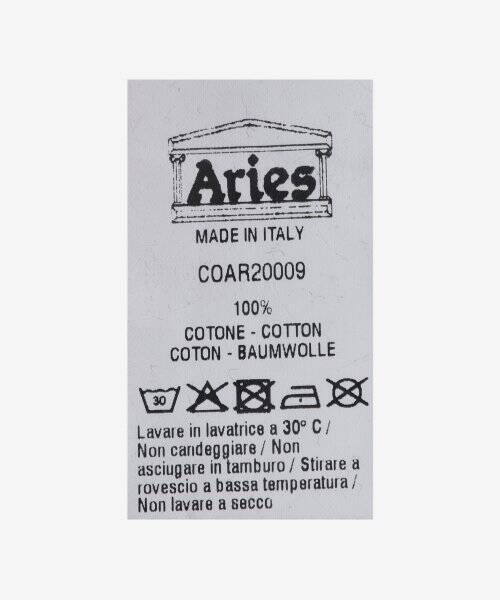 Aries
MADE IN ITALY
COAR20009
100%
COTONE - COTTON
COTON - BAUMWOLLE
30
Lavare in lavatrice a 30° C /
Non candeggiare / Non
asciugare in tamburo / Stirare a
rovescio a bassa temperatura /
Non lavare a secco